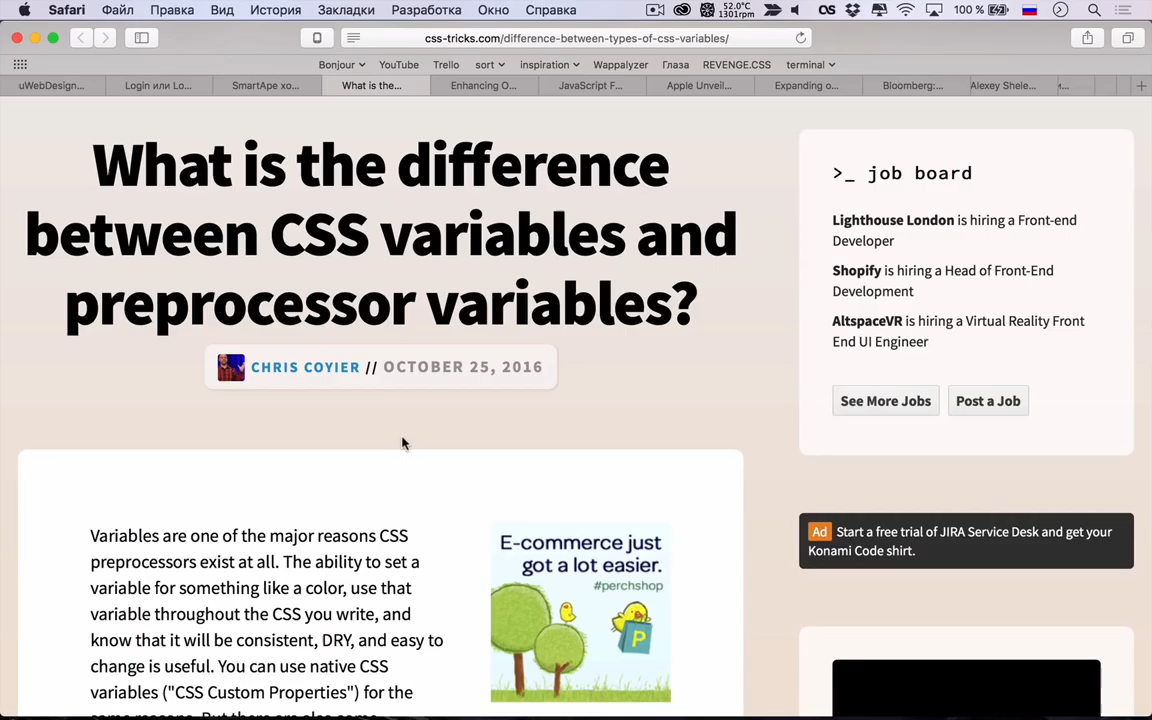 Safari Файл Правка Вид История Закладки Разработка Окно Справка 52.0°C 1301rpm 100 %
css-tricks.com/difference-between-types-of-css-variables/
Bonjour YouTube Trello sort inspiration Wappalyzer Глаза REVENGE.CSS terminal
uWebDesign... Login или Lo... SmartApe хо... What is the... Enhancing O... JavaScript F... Apple Unveil... Expanding o... Bloomberg:... Alexey Shele...
What is the difference
between CSS variables and
preprocessor variables?
CHRIS COYIER // OCTOBER 25, 2016
Variables are one of the major reasons CSS
preprocessors exist at all. The ability to set a
variable for something like a color, use that
variable throughout the CSS you write, and
know that it will be consistent, DRY, and easy to
change is useful. You can use native CSS
variables ("CSS Custom Properties") for the
E-commerce just
got a lot easier.
#perchshop
P
>_ job board
Lighthouse London is hiring a Front-end
Developer
Shopify is hiring a Head of Front-End
Development
AltspaceVR is hiring a Virtual Reality Front
End UI Engineer
See More Jobs Post a Job
Ad Start a free trial of JIRA Service Desk and get your
Konami Code shirt.